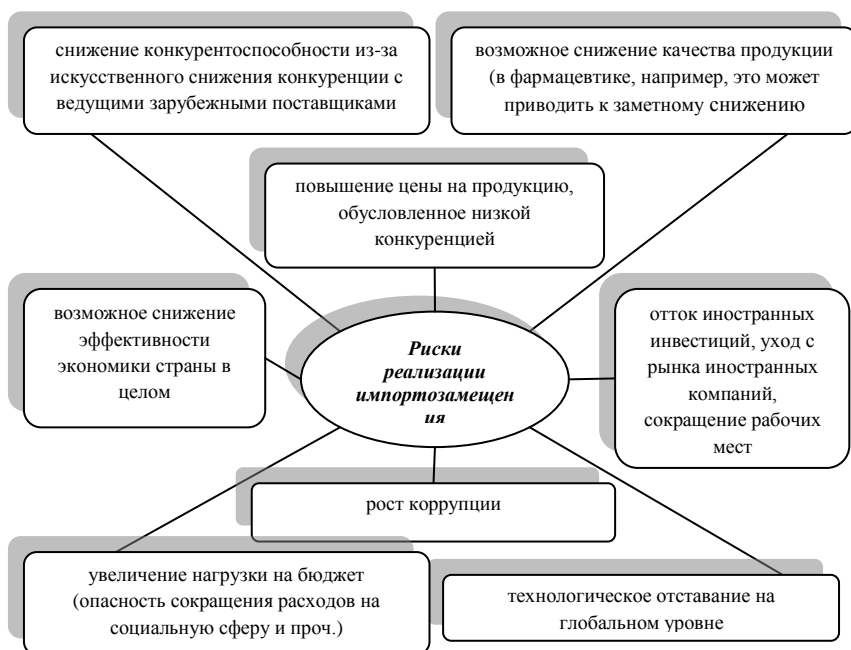 снижение конкурентоспособности из-за
искусственного снижения конкуренции с
ведущими зарубежными поставщиками
возможное снижение качества продукции
(в фармацевтике, например, это может
приводить к заметному снижению
повышение цены на продукцию,
обусловленное низкой
конкуренцией
возможное снижение
эффективности
экономики страны в
целом
Риски
реализации
импортозамещен
ия
отток иностранных
инвестиций, уход с
рынка иностранных
компаний,
сокращение рабочих
мест
рост коррупции
увеличение нагрузки на бюджет
(опасность сокращения расходов на
социальную сферу и проч.)
технологическое отставание на
глобальном уровне